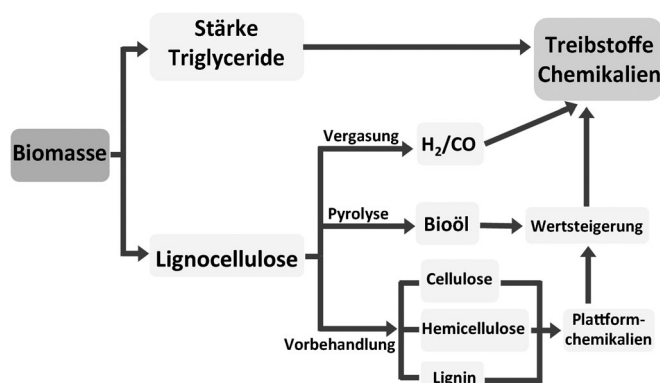 Stärke
Triglyceride
Treibstoffe
Chemikalien
Biomasse
Vergasung
H₂/CO
Pyrolyse
Bioöl
Wertsteigerung
Lignocellulose
Cellulose
Vorbehandlung
Hemicellulose
Plattform-
chemikalien
Lignin